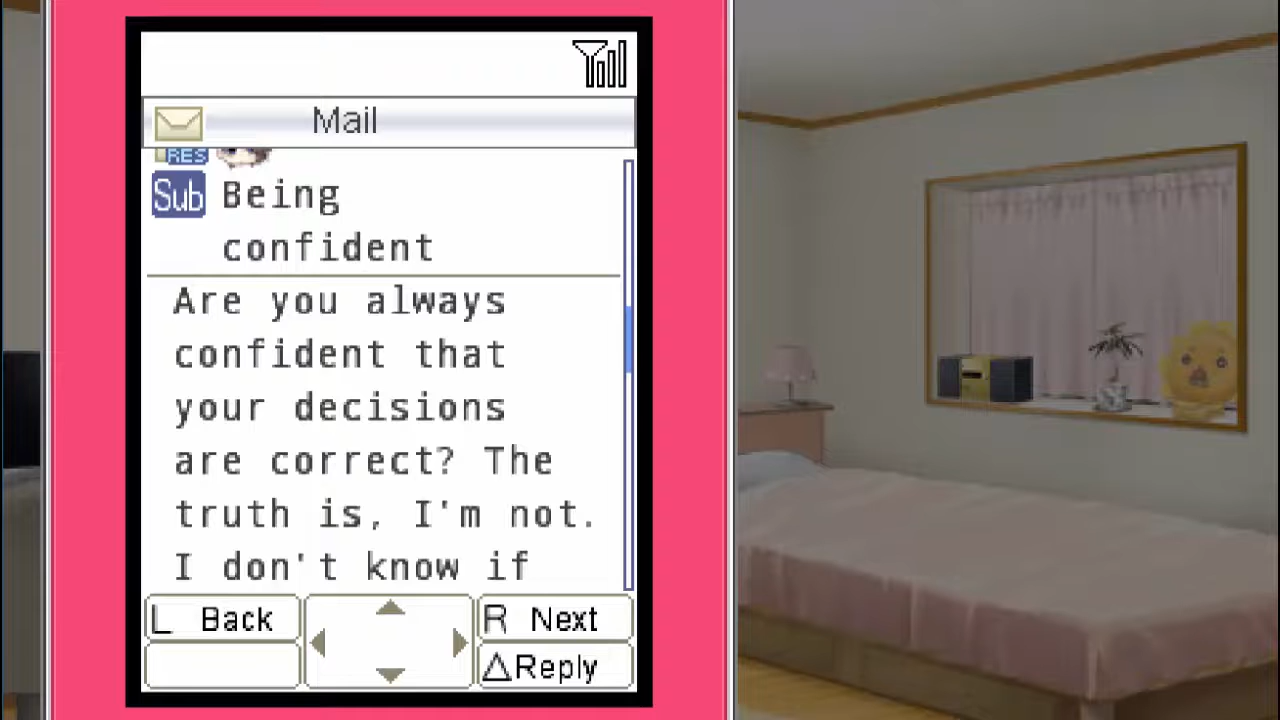 Mail
RES
Sub Being
confident
Are you always
confident that
your decisions
are correct? The
truth is, I'm not.
I don't know if
L Back
R Next
Reply